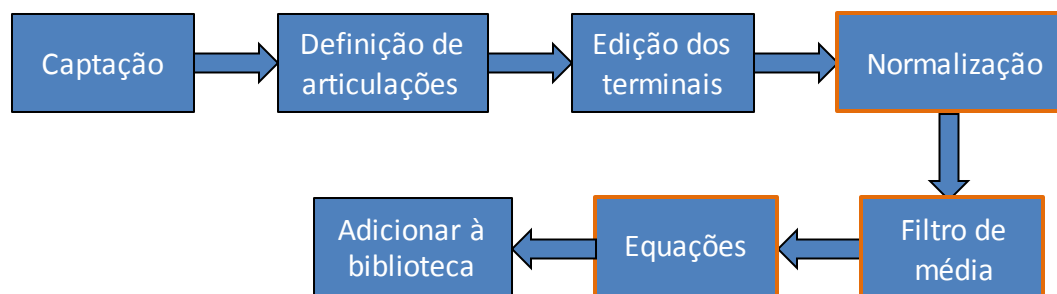 Captação
Definição de
articulações
Edição dos
terminais
Normalização
Filtro de
média
Equações
Adicionar à
biblioteca